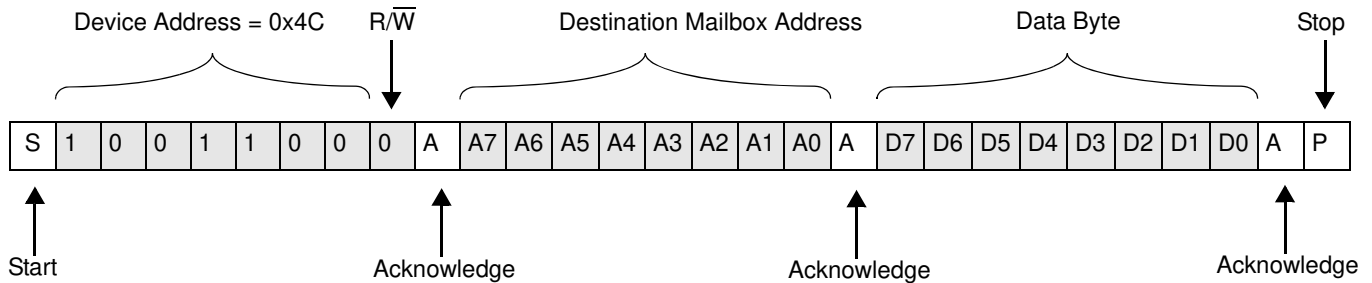 Device Address = 0x4C R/W̅ Destination Mailbox Address Data Byte Stop
S 1 0 0 1 1 0 0 0 A A7 A6 A5 A4 A3 A2 A1 A0 A D7 D6 D5 D4 D3 D2 D1 D0 A P
Start Acknowledge Acknowledge Acknowledge